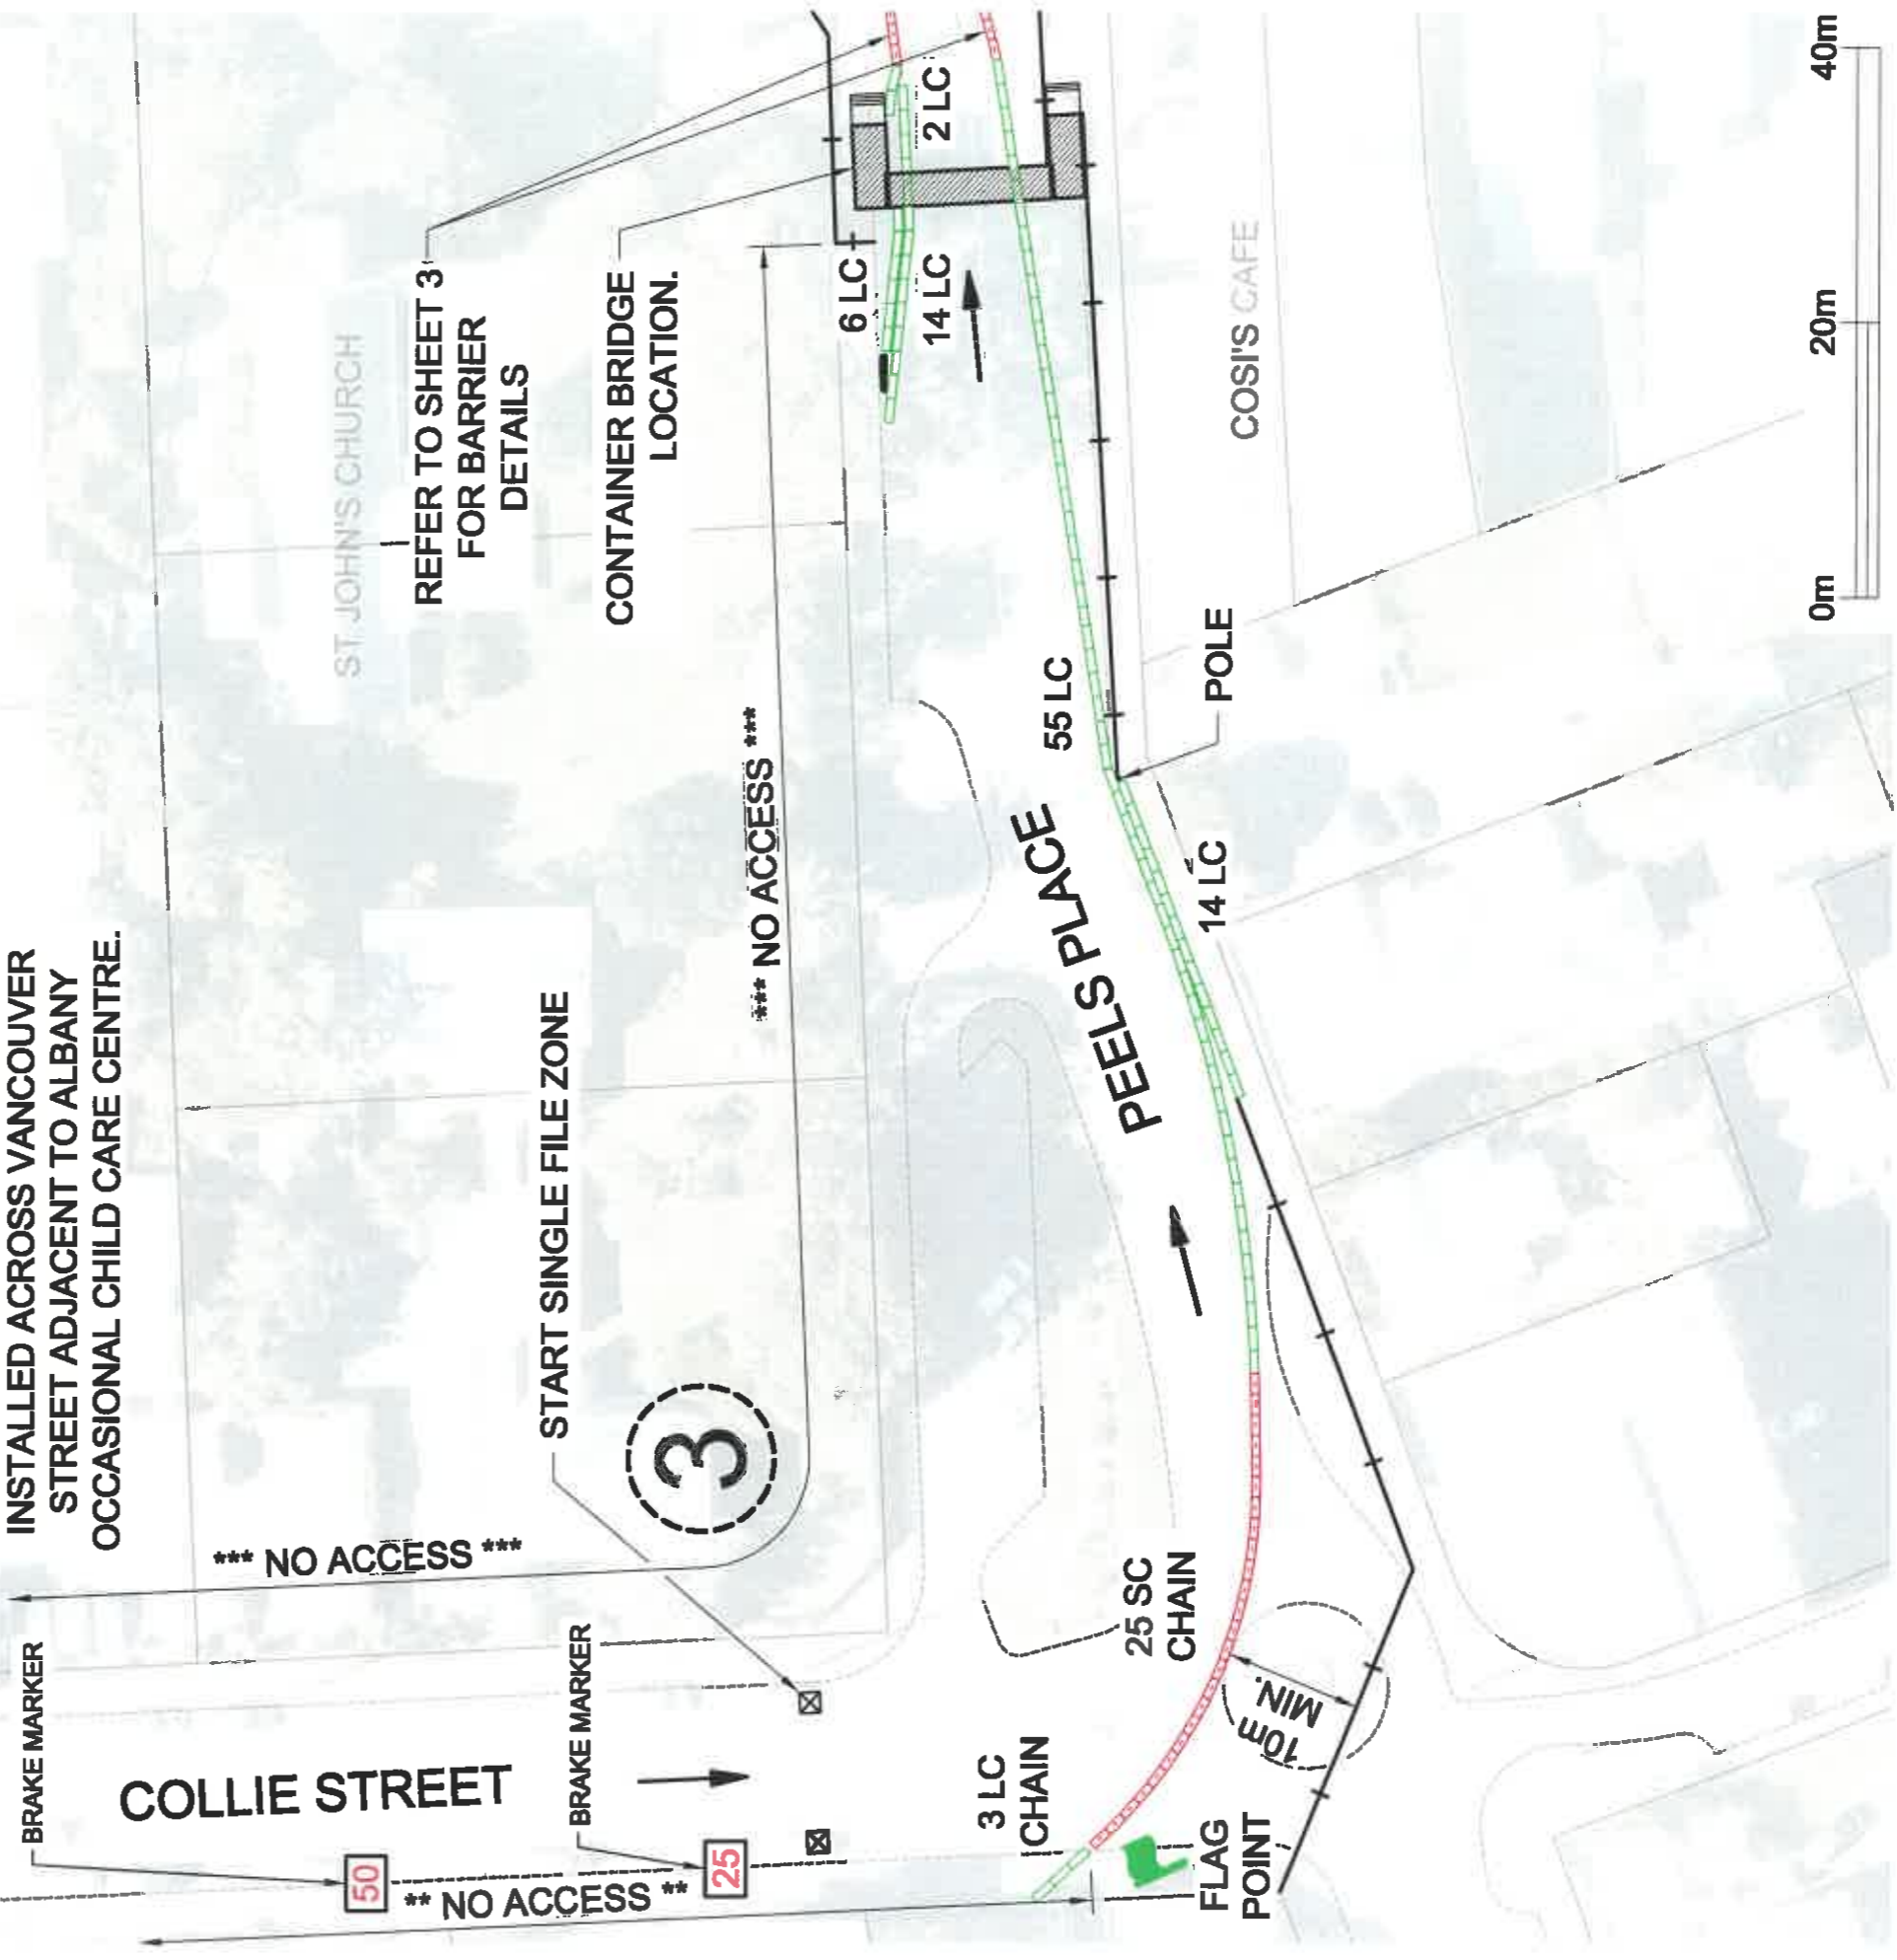 INSTALLED ACROSS VANCOUVER
STREET ADJACENT TO ALBANY
OCCASIONAL CHILD CARE CENTRE.
BRAKE MARKER
*** NO ACCESS ***
COLLIE STREET
50
** NO ACCESS **
BRAKE MARKER
25
START SINGLE FILE ZONE
3
*** NO ACCESS ***
ST. JOHN'S CHURCH
REFER TO SHEET 3
FOR BARRIER
DETAILS
CONTAINER BRIDGE
LOCATION.
6 LC
14 LC
2 LC
3 LC
CHAIN
25 SC
CHAIN
FLAG
POINT
10m
MIN.
PEELS PLACE
55 LC
14 LC
POLE
COSI'S CAFE
0m
20m
40m